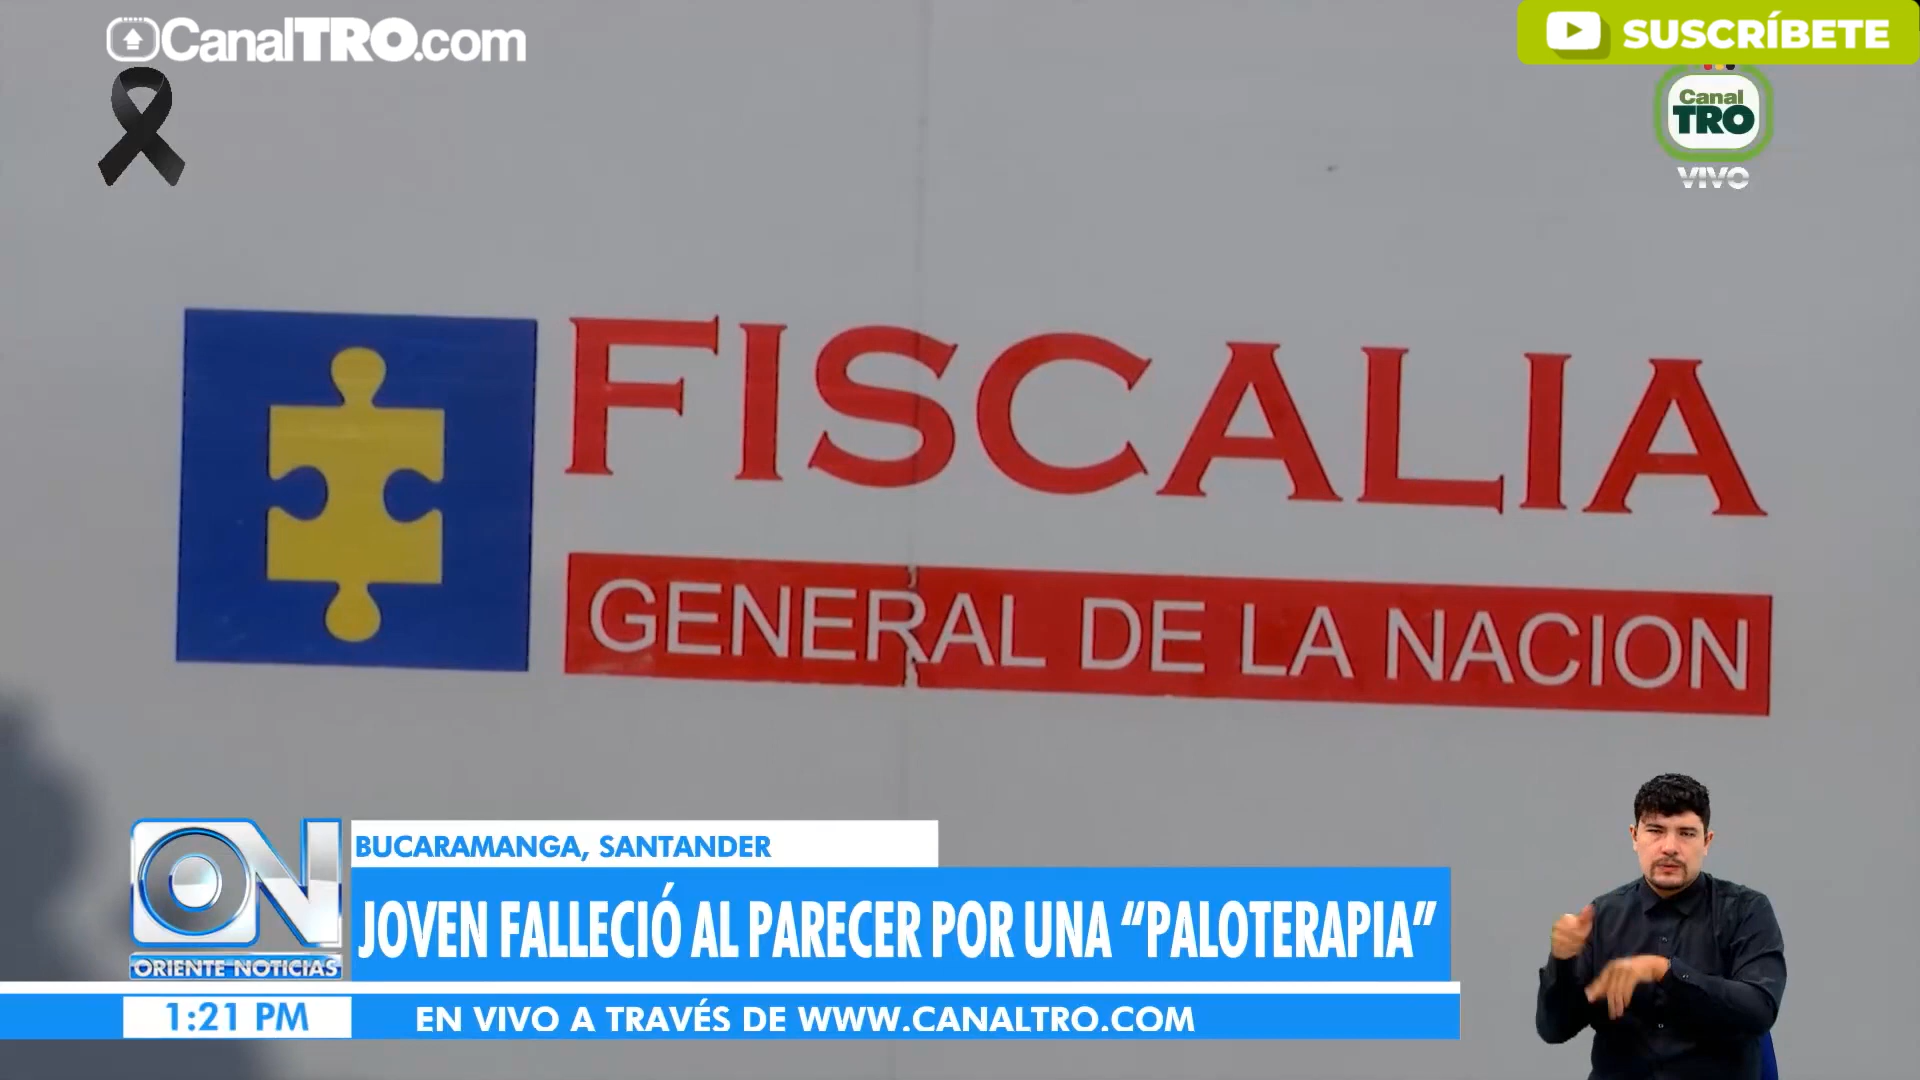 CanalTRO.com
SUSCRÍBETE
Canal
TRO
VIVO
FISCALIA
GENERAL DE LA NACION
ON
ORIENTE NOTICIAS
BUCARAMANGA, SANTANDER
JOVEN FALLECIÓ AL PARECER POR UNA “PALOTERAPIA”
1:21 PM
EN VIVO A TRAVÉS DE WWW.CANALTRO.COM